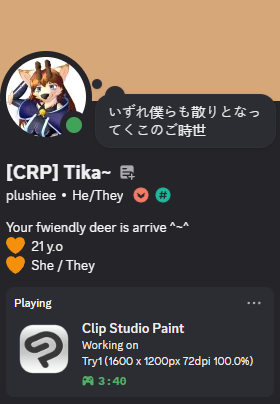 いずれ僕らも散りとなっ
てくこのご時世
[CRP] Tika~
plushiee • He/They #
Your fwiendly deer is arrive ^~^
🧡 21 y.o
🧡 She / They
Playing
...
Clip Studio Paint
Working on
Try1 (1600 x 1200px 72dpi 100.0%)
3:40